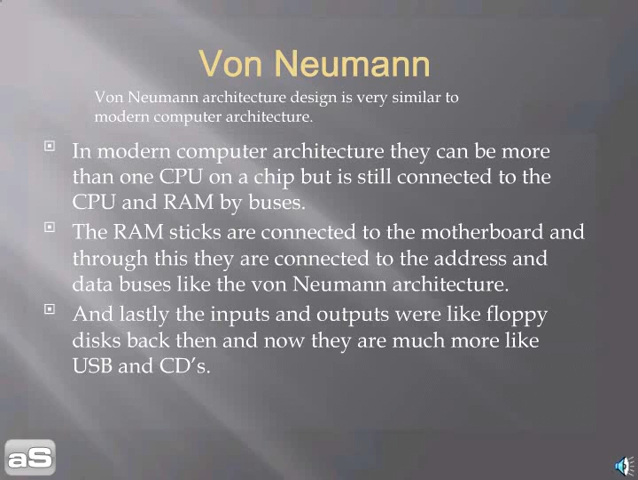 Von Neumann
Von Neumann architecture design is very similar to
modern computer architecture.
In modern computer architecture they can be more
than one CPU on a chip but is still connected to the
CPU and RAM by buses.
The RAM sticks are connected to the motherboard and
through this they are connected to the address and
data buses like the von Neumann architecture.
And lastly the inputs and outputs were like floppy
disks back then and now they are much more like
USB and CD’s.
aS